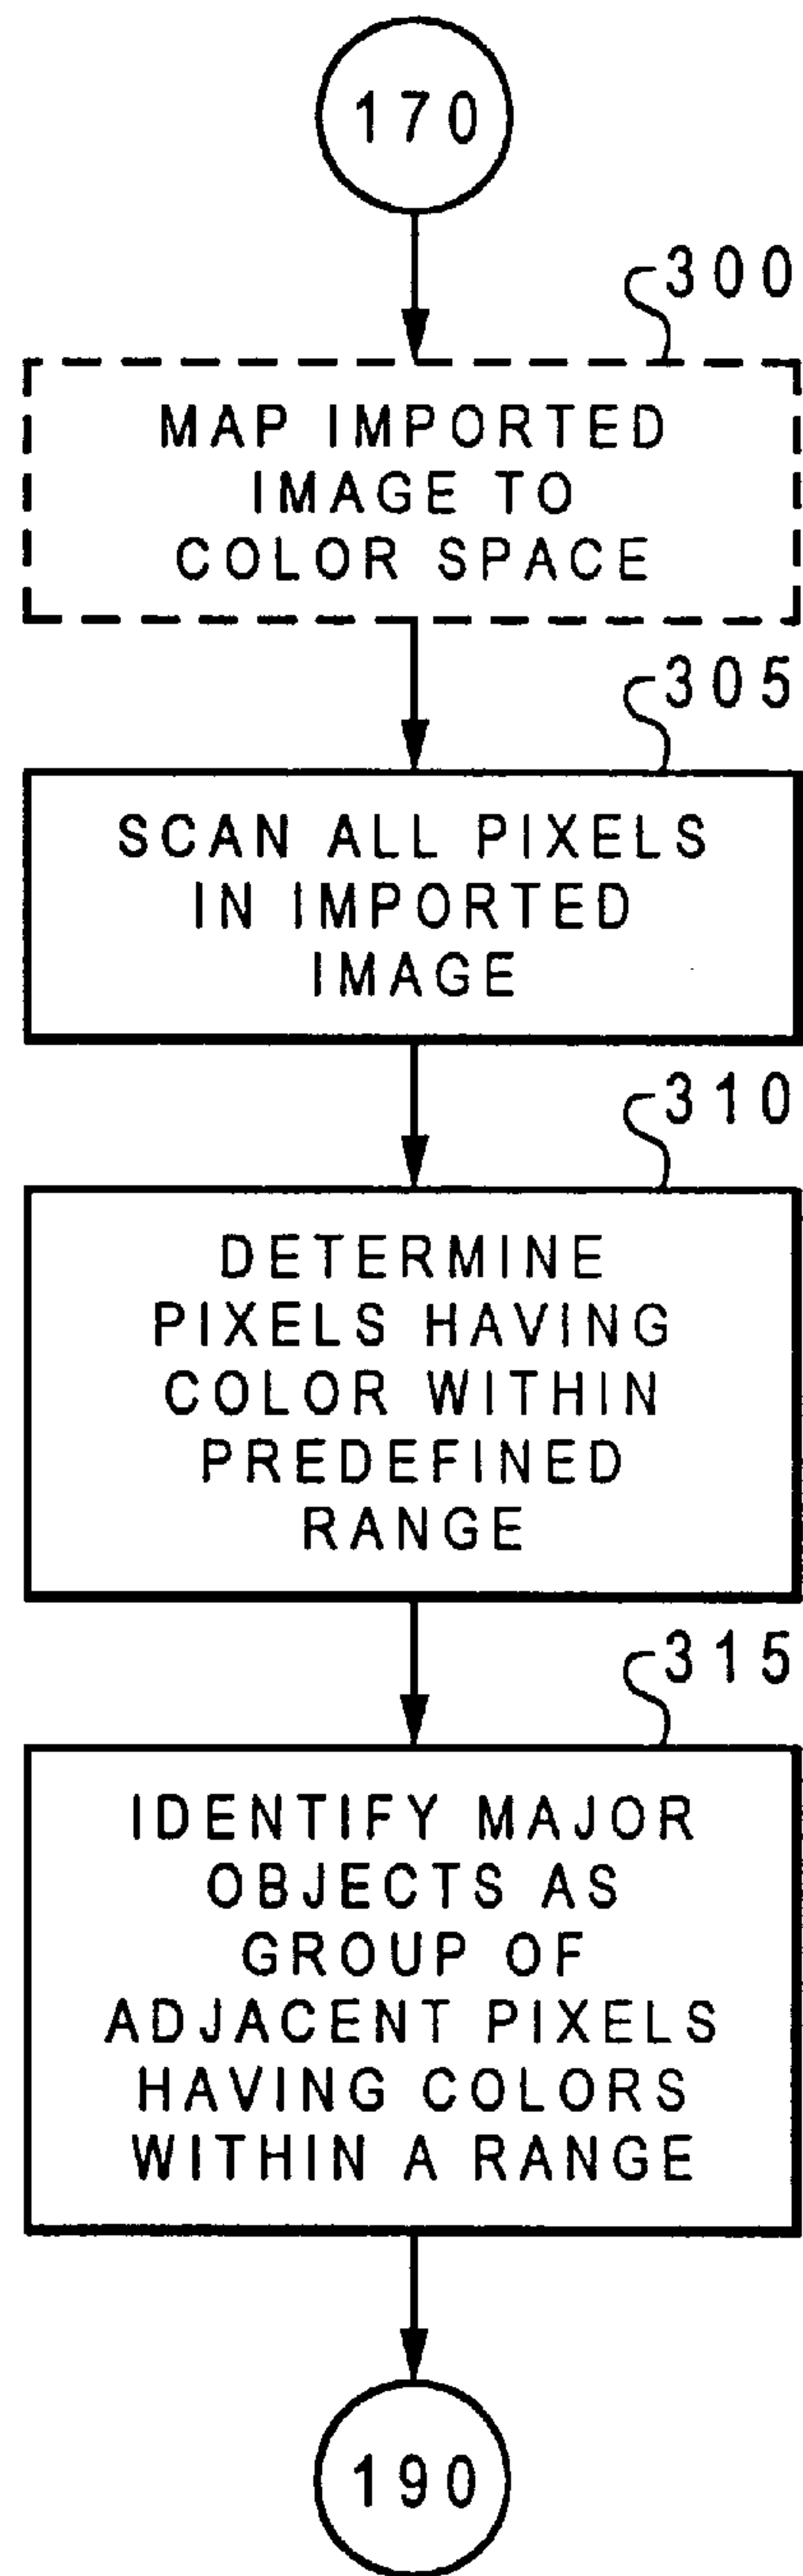 170
300
MAP IMPORTED
IMAGE TO
COLOR SPACE
305
SCAN ALL PIXELS
IN IMPORTED
IMAGE
310
DETERMINE
PIXELS HAVING
COLOR WITHIN
PREDEFINED
RANGE
315
IDENTIFY MAJOR
OBJECTS AS
GROUP OF
ADJACENT PIXELS
HAVING COLORS
WITHIN A RANGE
190